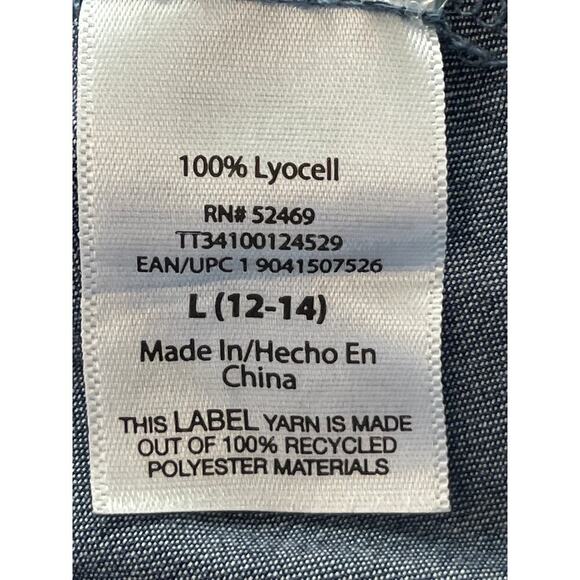 100% Lyocell
RN# 52469
TT34100124529
EAN/UPC 1 9041507526
L (12-14)
Made In/Hecho En
China
THIS LABEL YARN IS MADE
OUT OF 100% RECYCLED
POLYESTER MATERIALS